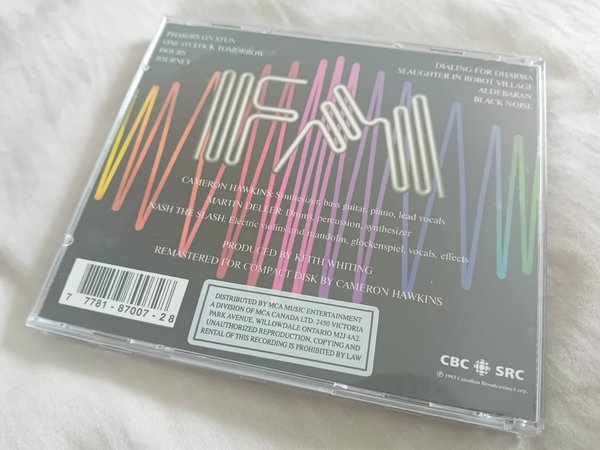 PHASORS ON STUN
ONE O'CLOCK TOMORROW
HOURS
JOURNEY
DIALING FOR DHARMA
SLAUGHTER IN ROBOT VILLAGE
ALDEBARAN
BLACK NOISE
FM
CAMERON HAWKINS: Synthesizer, bass guitar, piano, lead vocals
MARTIN DELLER: Drums, percussion, synthesizer
NASH THE SLASH: Electric violins and mandolin, glockenspiel, vocals, effects
PRODUCED BY KEITH WHITING
REMASTERED FOR COMPACT DISK BY CAMERON HAWKINS
7 7781-87007-28
DISTRIBUTED BY MCA MUSIC ENTERTAINMENT
A DIVISION OF MCA CANADA LTD. 2450 VICTORIA
PARK AVENUE, WILLOWDALE ONTARIO M2J 4A2.
UNAUTHORIZED REPRODUCTION, COPYING AND
RENTAL OF THIS RECORDING IS PROHIBITED BY LAW
CBC SRC
℗ 1993 Canadian Broadcasting Corp.